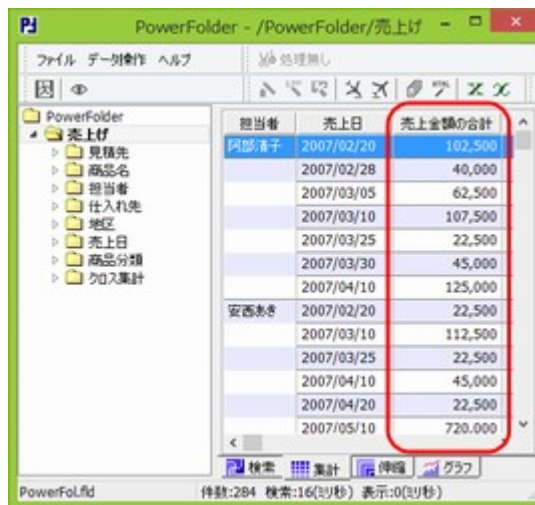 PowerFolder - /PowerFolder/売上げ
ファイル データ操作 ヘルプ
処理無し
PowerFolder
売上げ
見積先
商品名
担当者
仕入れ先
地区
売上日
商品分類
クロス集計
担当者 売上日 売上金額の合計
阿部清子 2007/02/20 102,500
2007/02/28 40,000
2007/03/05 62,500
2007/03/10 107,500
2007/03/25 22,500
2007/03/30 45,000
2007/04/10 125,000
安西あき 2007/02/20 22,500
2007/03/10 112,500
2007/03/25 22,500
2007/04/10 45,000
2007/04/20 22,500
2007/05/10 720.000
検索 集計 伸縮 グラフ
PowerFol.fld 件数:284 検索:16(ミリ秒) 表示:0(ミリ秒)